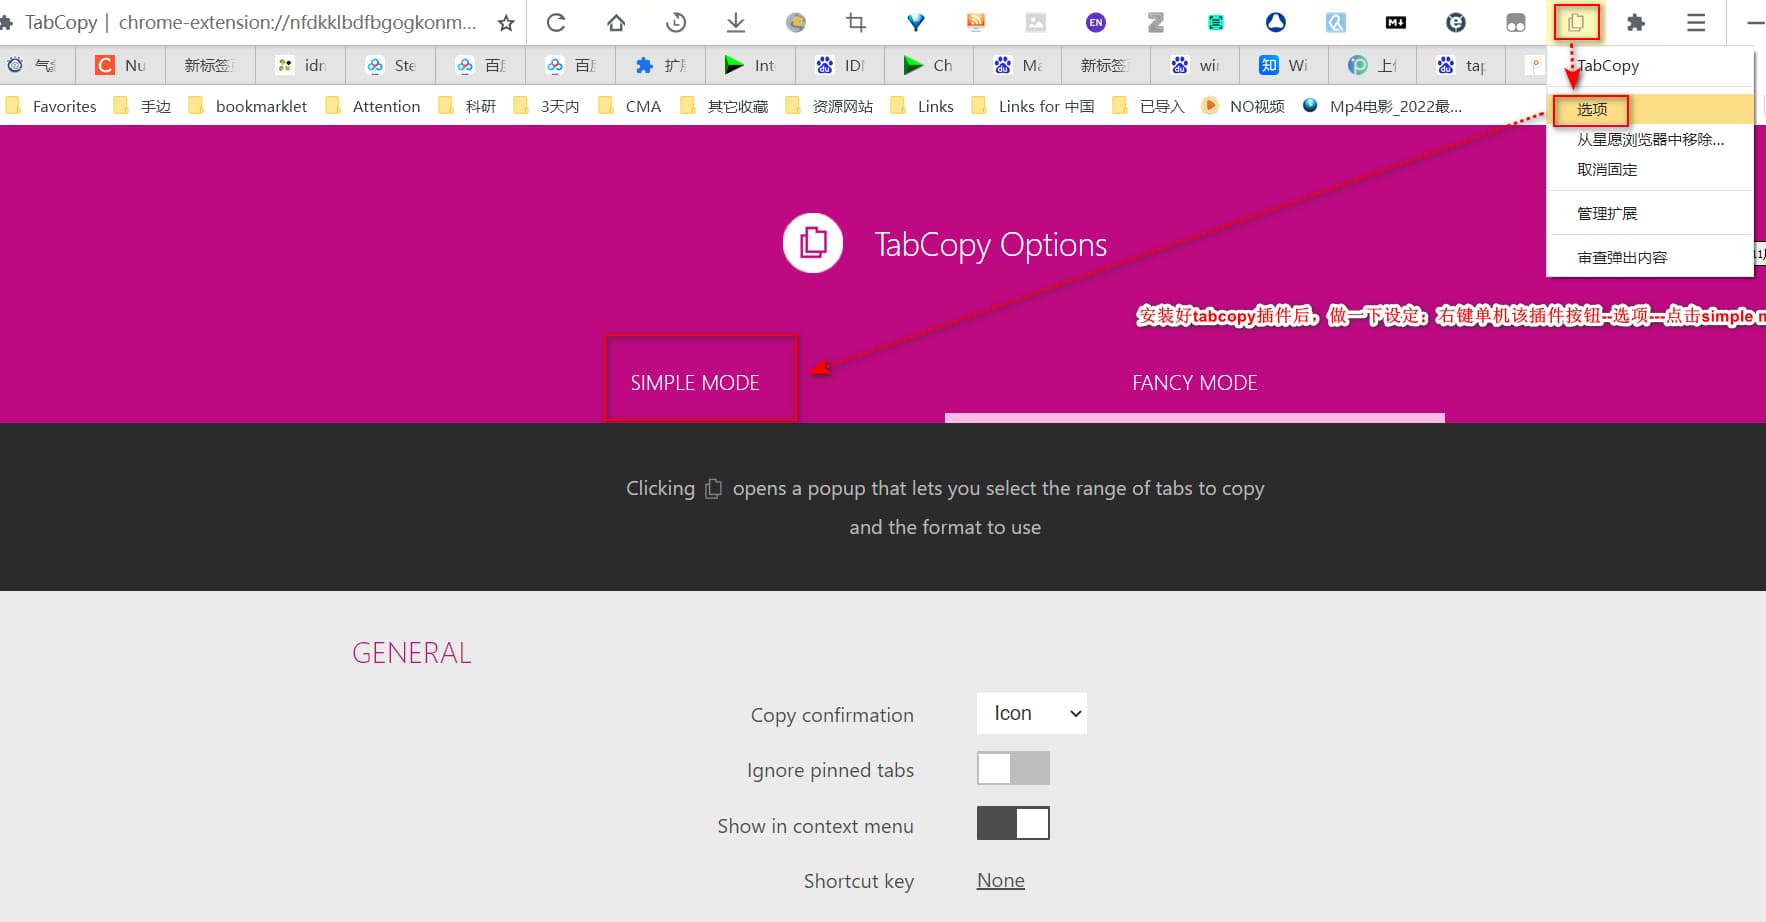 TabCopy | chrome-extension://nfdkklbdfbgogkonm...
EN
M
Nu
新标签
idn
Ste
百
百
扩
Int
IDI
Ch
Ma
新标签
wir
知
Wi
上
tap
Favorites
手边
bookmarklet
Attention
科研
3天内
CMA
其它收藏
资源网站
Links
Links for 中国
已导入
NO视频
Mp4电影_2022最...
TabCopy
选项
从星愿浏览器中移除...
取消固定
管理扩展
审查弹出内容
TabCopy Options
安装好tabcopy插件后，做一下设定：右键单机该插件按钮--选项---点击simple m
SIMPLE MODE
FANCY MODE
Clicking opens a popup that lets you select the range of tabs to copy
and the format to use
GENERAL
Copy confirmation
Icon
Ignore pinned tabs
Show in context menu
Shortcut key
None